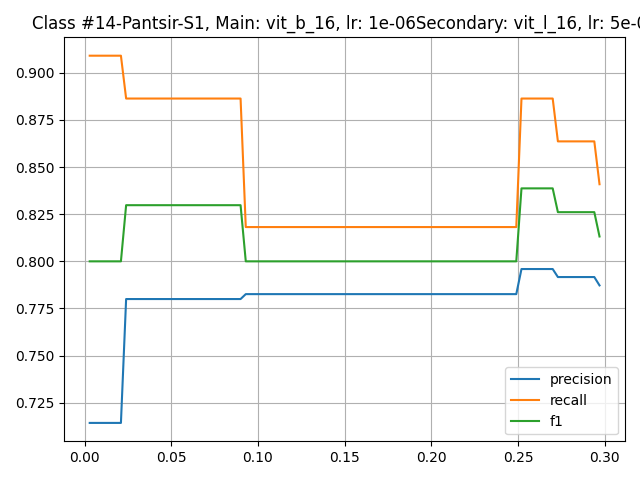 Class #14-Pantsir-S1, Main: vit_b_16, lr: 1e-06Secondary: vit_l_16, lr: 5e-0
0.900
0.875
0.850
0.825
0.800
0.775
0.750
0.725
precision
recall
f1
0.00 0.05 0.10 0.15 0.20 0.25 0.30